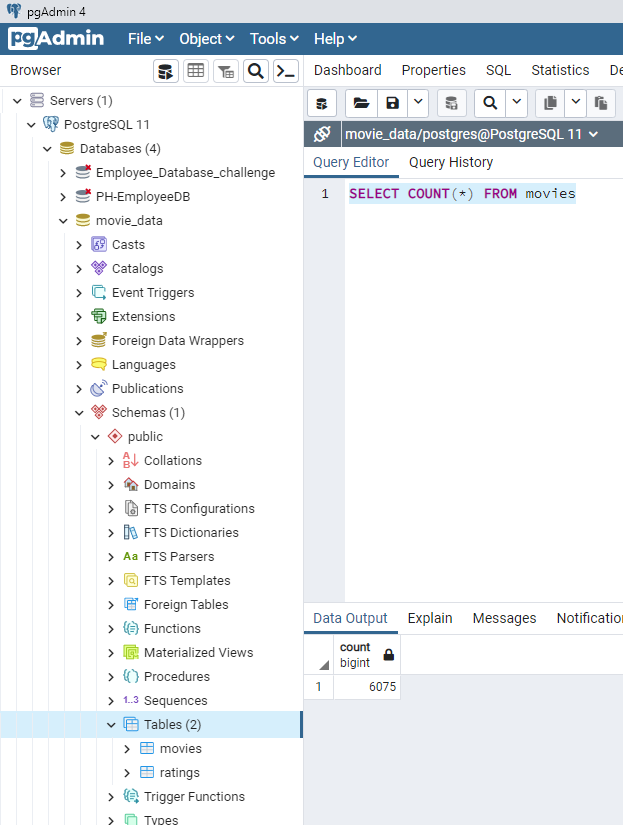 pgAdmin 4
pgAdmin File Object Tools Help
Browser
Servers (1)
PostgreSQL 11
Databases (4)
Employee_Database_challenge
PH-EmployeeDB
movie_data
Casts
Catalogs
Event Triggers
Extensions
Foreign Data Wrappers
Languages
Publications
Schemas (1)
public
Collations
Domains
FTS Configurations
FTS Dictionaries
Aa FTS Parsers
FTS Templates
Foreign Tables
Functions
Materialized Views
Procedures
1..3 Sequences
Tables (2)
movies
ratings
Trigger Functions
Types
Dashboard Properties SQL Statistics De
movie_data/postgres@PostgreSQL 11
Query Editor Query History
1 SELECT COUNT(*) FROM movies
Data Output Explain Messages Notification
count
bigint
1 6075